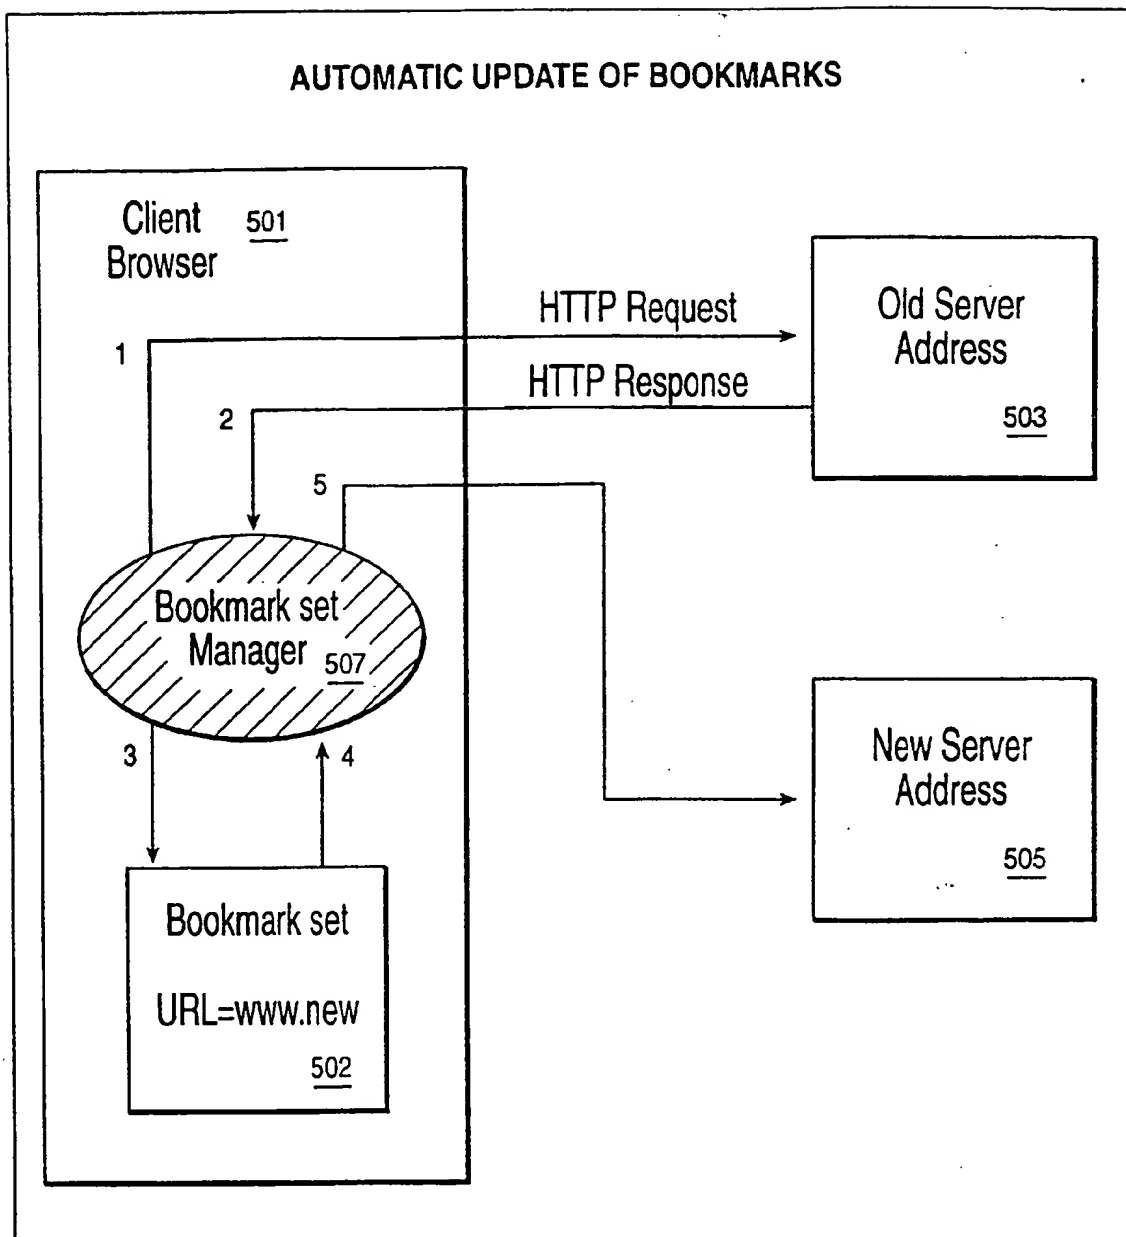 AUTOMATIC UPDATE OF BOOKMARKS
Client 501
Browser
HTTP Request
1
Old Server
Address
503
HTTP Response
2
5
Bookmark set
Manager 507
3
4
New Server
Address
505
Bookmark set
URL=www.new
502